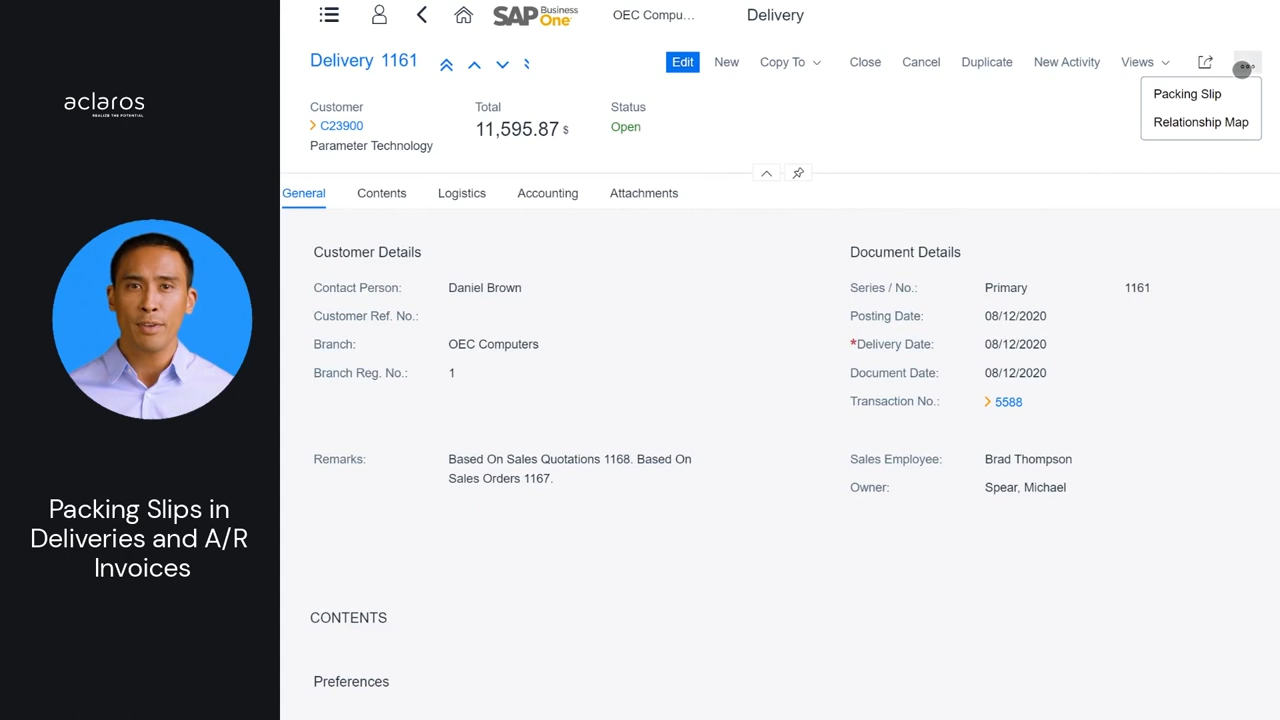 aclaros
REALIZE THE POTENTIAL
Packing Slips in
Deliveries and A/R
Invoices
SAP Business One
OEC Compu...
Delivery
Delivery 1161
Edit
New
Copy To
Close
Cancel
Duplicate
New Activity
Views
Packing Slip
Relationship Map
Customer
C23900
Parameter Technology
Total
11,595.87 $
Status
Open
General
Contents
Logistics
Accounting
Attachments
Customer Details
Contact Person: Daniel Brown
Customer Ref. No.:
Branch: OEC Computers
Branch Reg. No.: 1
Remarks: Based On Sales Quotations 1168. Based On
Sales Orders 1167.
Document Details
Series / No.: Primary 1161
Posting Date: 08/12/2020
*Delivery Date: 08/12/2020
Document Date: 08/12/2020
Transaction No.: 5588
Sales Employee: Brad Thompson
Owner: Spear, Michael
CONTENTS
Preferences